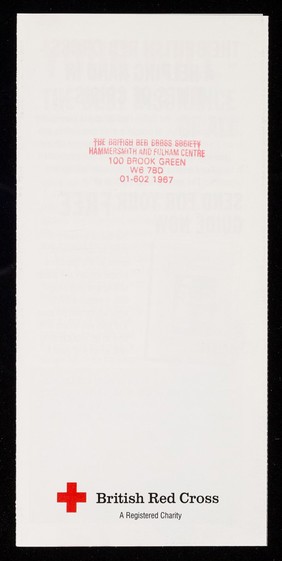 THE BRITISH RED CROSS SOCIETY
HAMMERSMITH AND FULHAM CENTRE
100 BROOK GREEN
W6 7BD
01-602 1967
British Red Cross
A Registered Charity